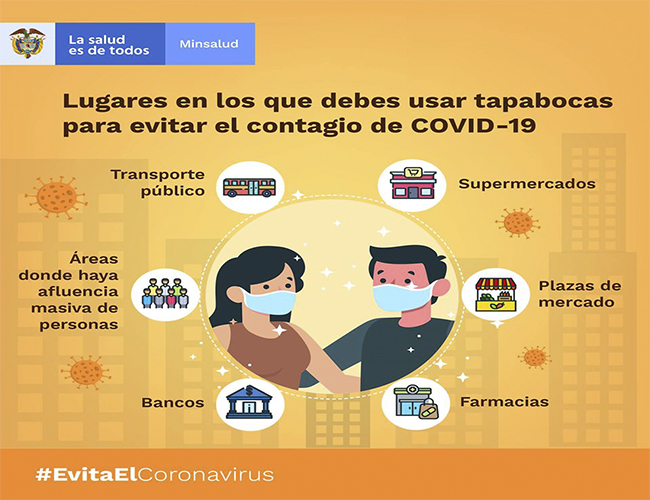 La salud
es de todos
Minsalud
Lugares en los que debes usar tapabocas
para evitar el contagio de COVID-19
Transporte
público
Supermercados
Áreas
donde haya
afluencia
masiva de
personas
Plazas de
mercado
Bancos
Farmacias
#EvitaElCoronavirus